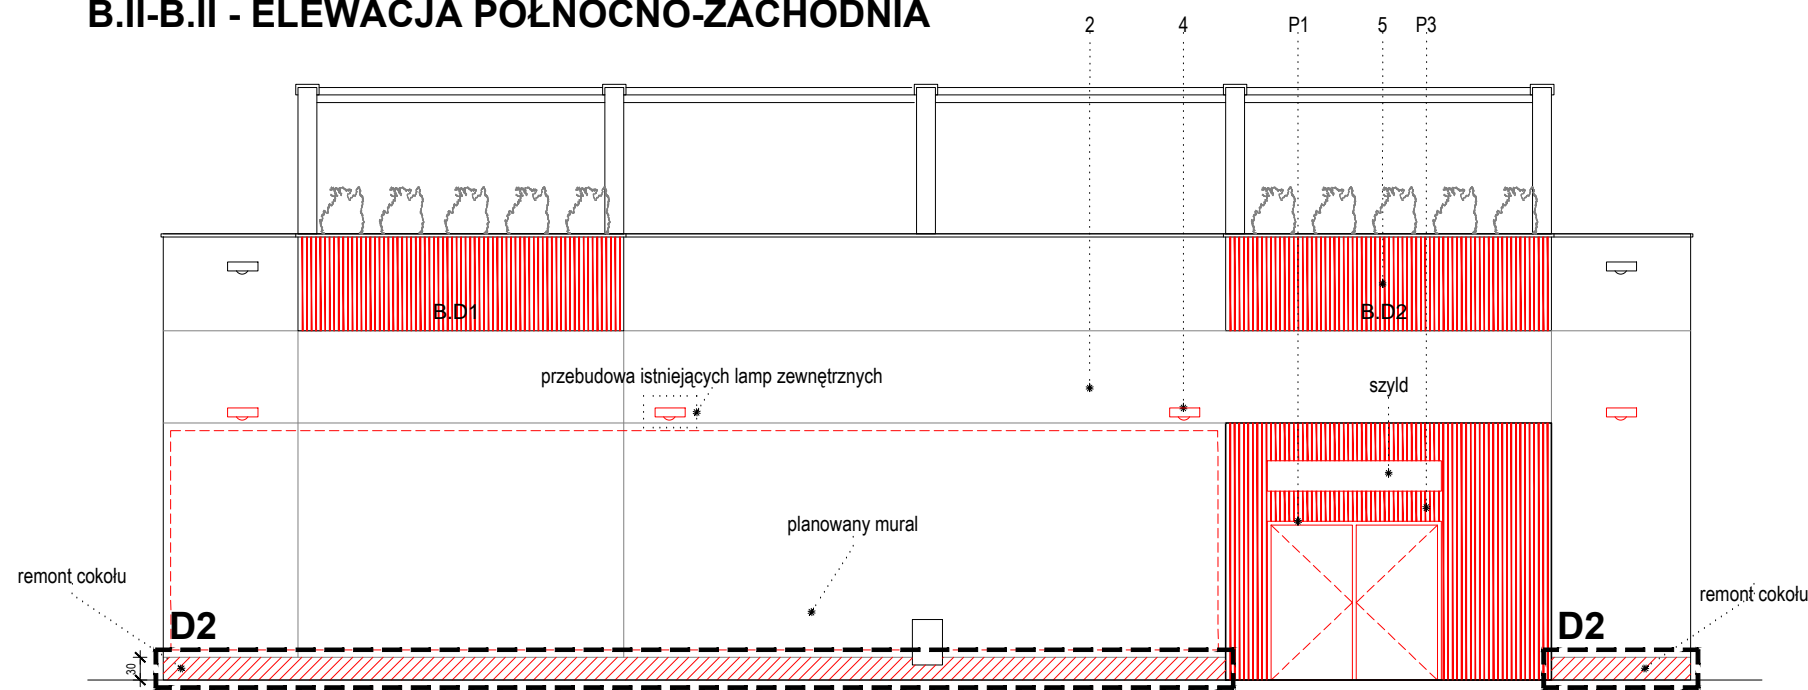 B.II-B.II - ELEWACJA PÓŁNOCNO-ZACHODNIA
2 4 P1 5 P3
B.D1 B.D2
przebudowa istniejących lamp zewnętrznych
szyld
planowany mural
remont cokołu
remont cokołu
D2 D2
30